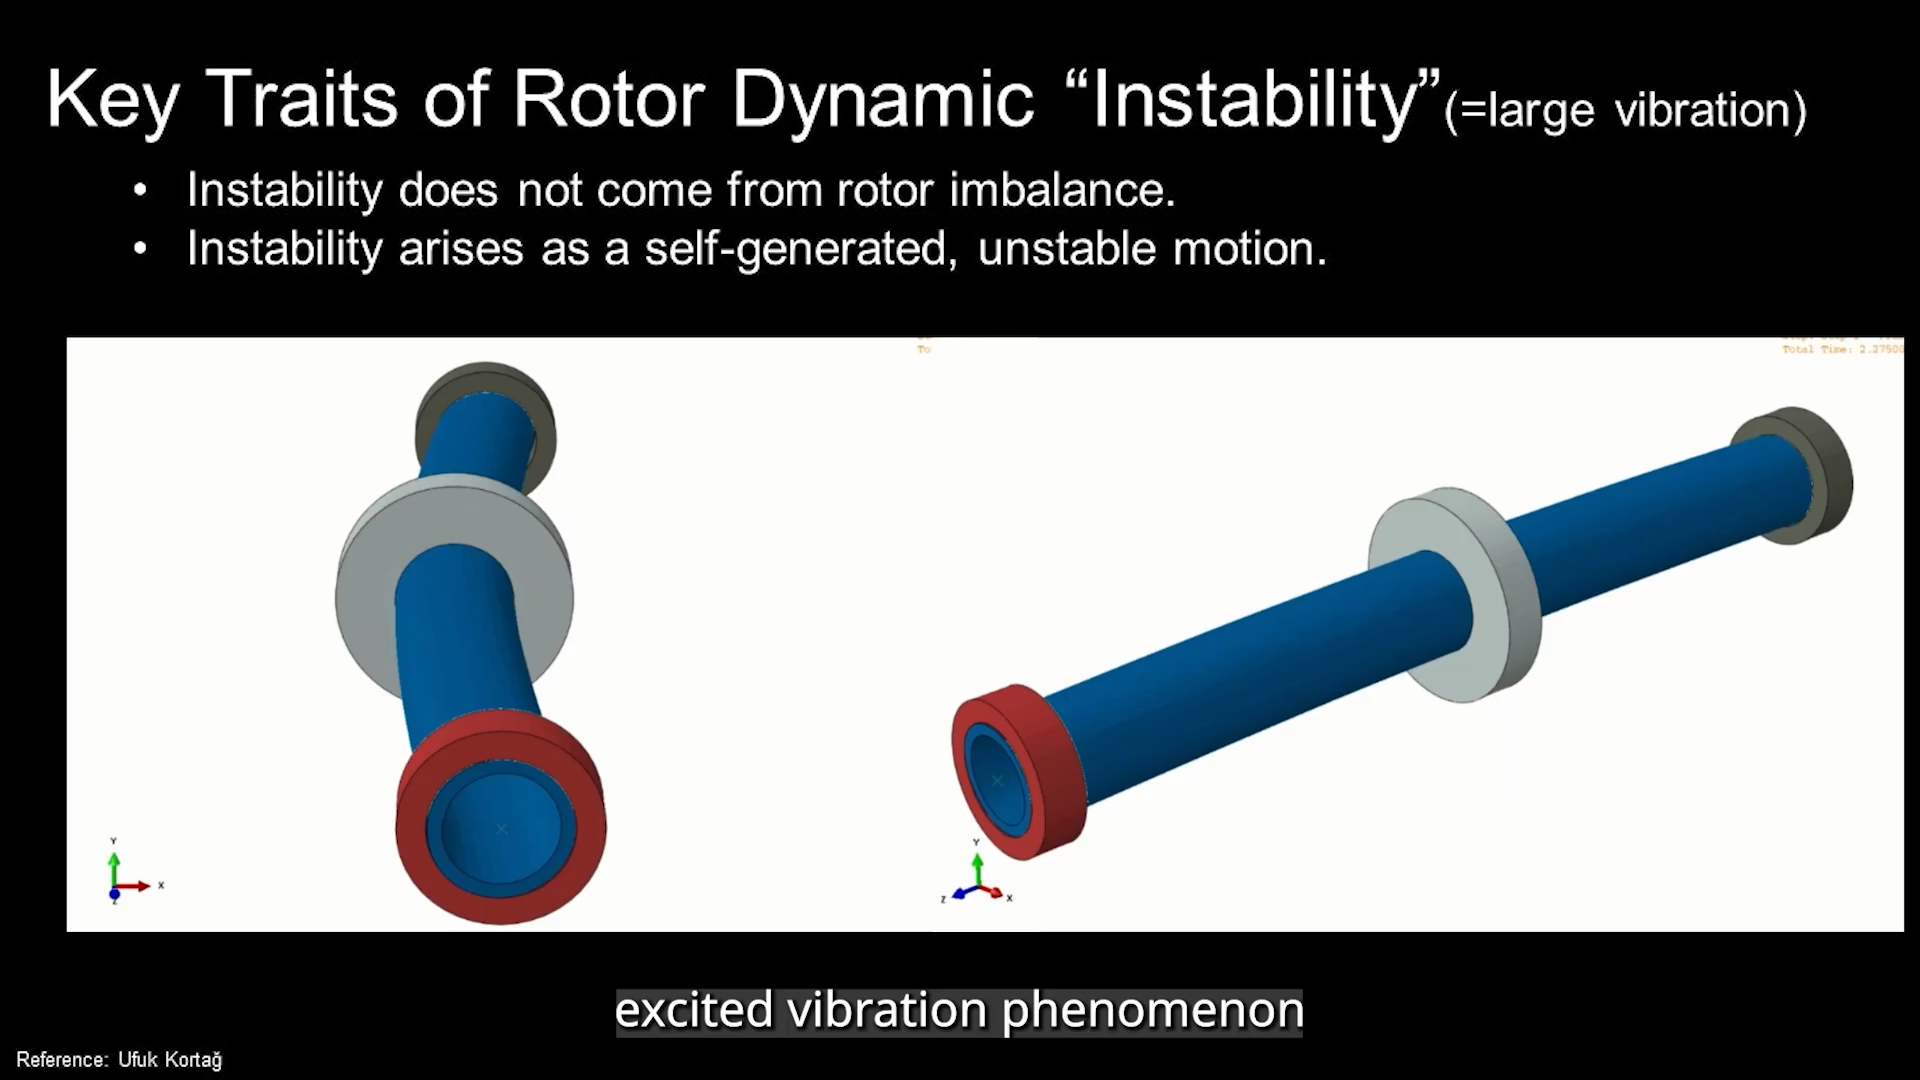 Key Traits of Rotor Dynamic “Instability”(=large vibration)
• Instability does not come from rotor imbalance.
• Instability arises as a self-generated, unstable motion.
To
Total Time: 2.27500
Y
X
Z
Y
Z
X
excited vibration phenomenon
Reference: Ufuk Kortağ